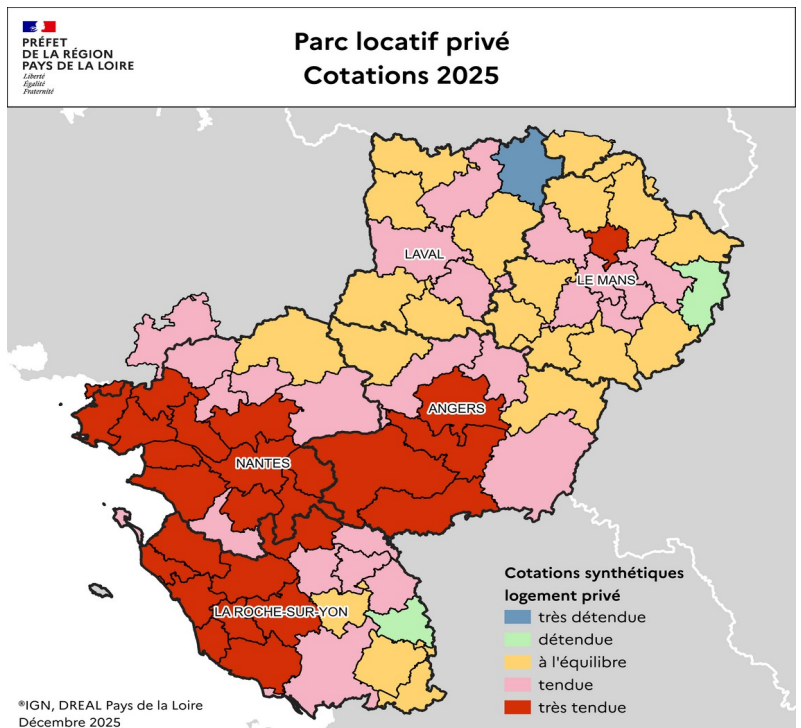 PRÉFET
DE LA RÉGION
PAYS DE LA LOIRE
Liberté
Égalité
Fraternité
Parc locatif privé
Cotations 2025
LAVAL
LE MANS
ANGERS
NANTES
LA ROCHE-SUR-YON
Cotations synthétiques
logement privé
très détendue
détendue
à l'équilibre
tendue
très tendue
®IGN, DREAL Pays de la Loire
Décembre 2025